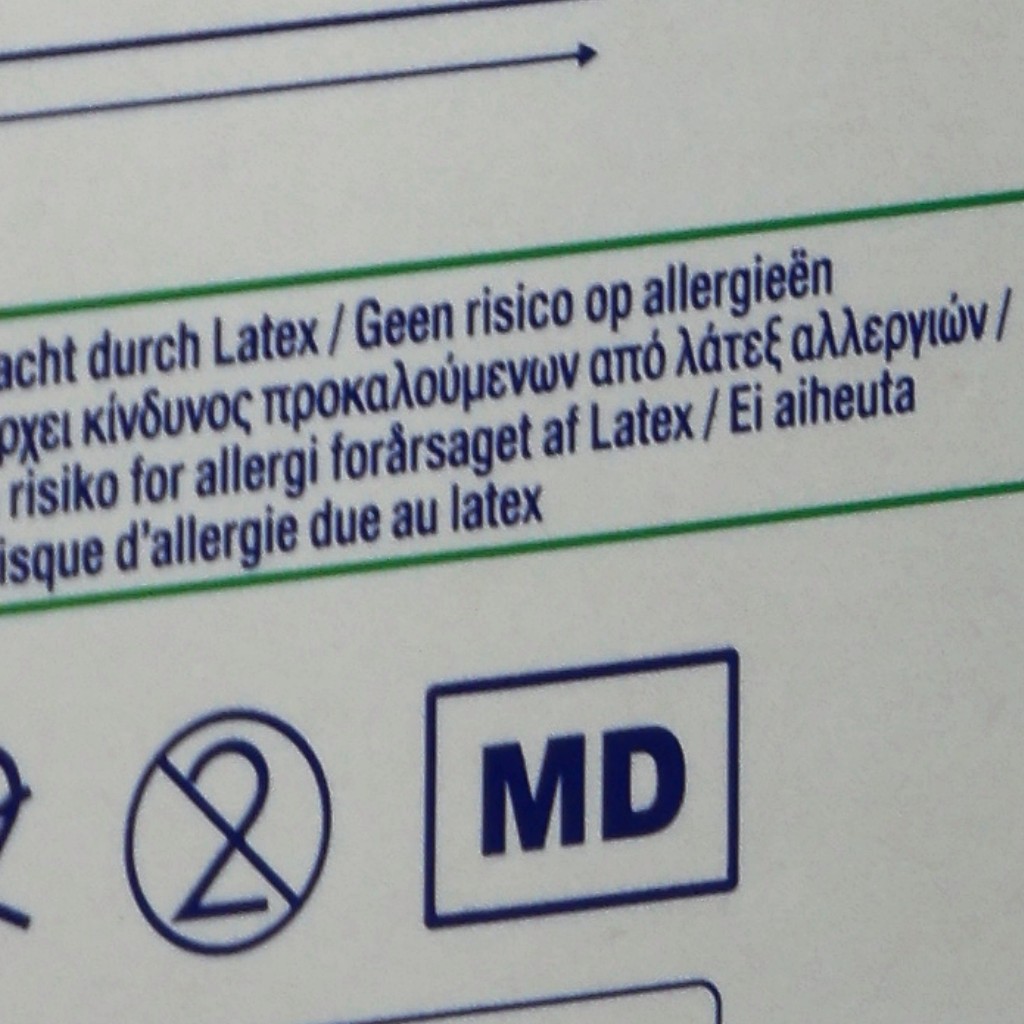 acht durch Latex / Geen risico op allergieën
ρχει κίνδυνος προκαλούμενων από λάτεξ αλλεργιών /
risiko for allergi forårsaget af Latex / Ei aiheuta
isque d'allergie due au latex
2 MD